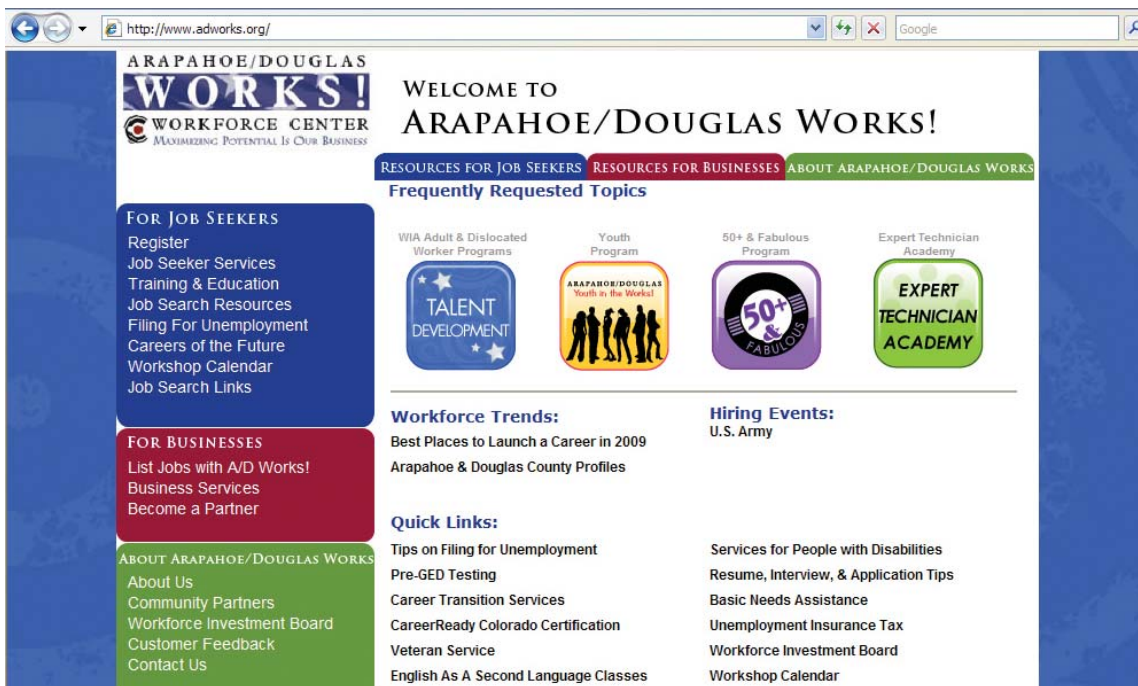 http://www.adworks.org/
Google
ARAPAHOE/DOUGLAS
WORKS!
WORKFORCE CENTER
MAXIMIZING POTENTIAL IS OUR BUSINESS
WELCOME TO
ARAPAHOE/DOUGLAS WORKS!
RESOURCES FOR JOB SEEKERS RESOURCES FOR BUSINESSES ABOUT ARAPAHOE/DOUGLAS WORKS
FOR JOB SEEKERS
Register
Job Seeker Services
Training & Education
Job Search Resources
Filing For Unemployment
Careers of the Future
Workshop Calendar
Job Search Links
FOR BUSINESSES
List Jobs with A/D Works!
Business Services
Become a Partner
ABOUT ARAPAHOE/DOUGLAS WORKS
About Us
Community Partners
Workforce Investment Board
Customer Feedback
Contact Us
Frequently Requested Topics
WIA Adult & Dislocated
Worker Programs
TALENT
DEVELOPMENT
Youth
Program
ARAPAHOE/DOUGLAS
Youth in the Works!
50+ & Fabulous
Program
50+
&
FABULOUS
Expert Technician
Academy
EXPERT
TECHNICIAN
ACADEMY
Workforce Trends:
Best Places to Launch a Career in 2009
Arapahoe & Douglas County Profiles
Hiring Events:
U.S. Army
Quick Links:
Tips on Filing for Unemployment
Pre-GED Testing
Career Transition Services
CareerReady Colorado Certification
Veteran Service
English As A Second Language Classes
Services for People with Disabilities
Resume, Interview, & Application Tips
Basic Needs Assistance
Unemployment Insurance Tax
Workforce Investment Board
Workshop Calendar